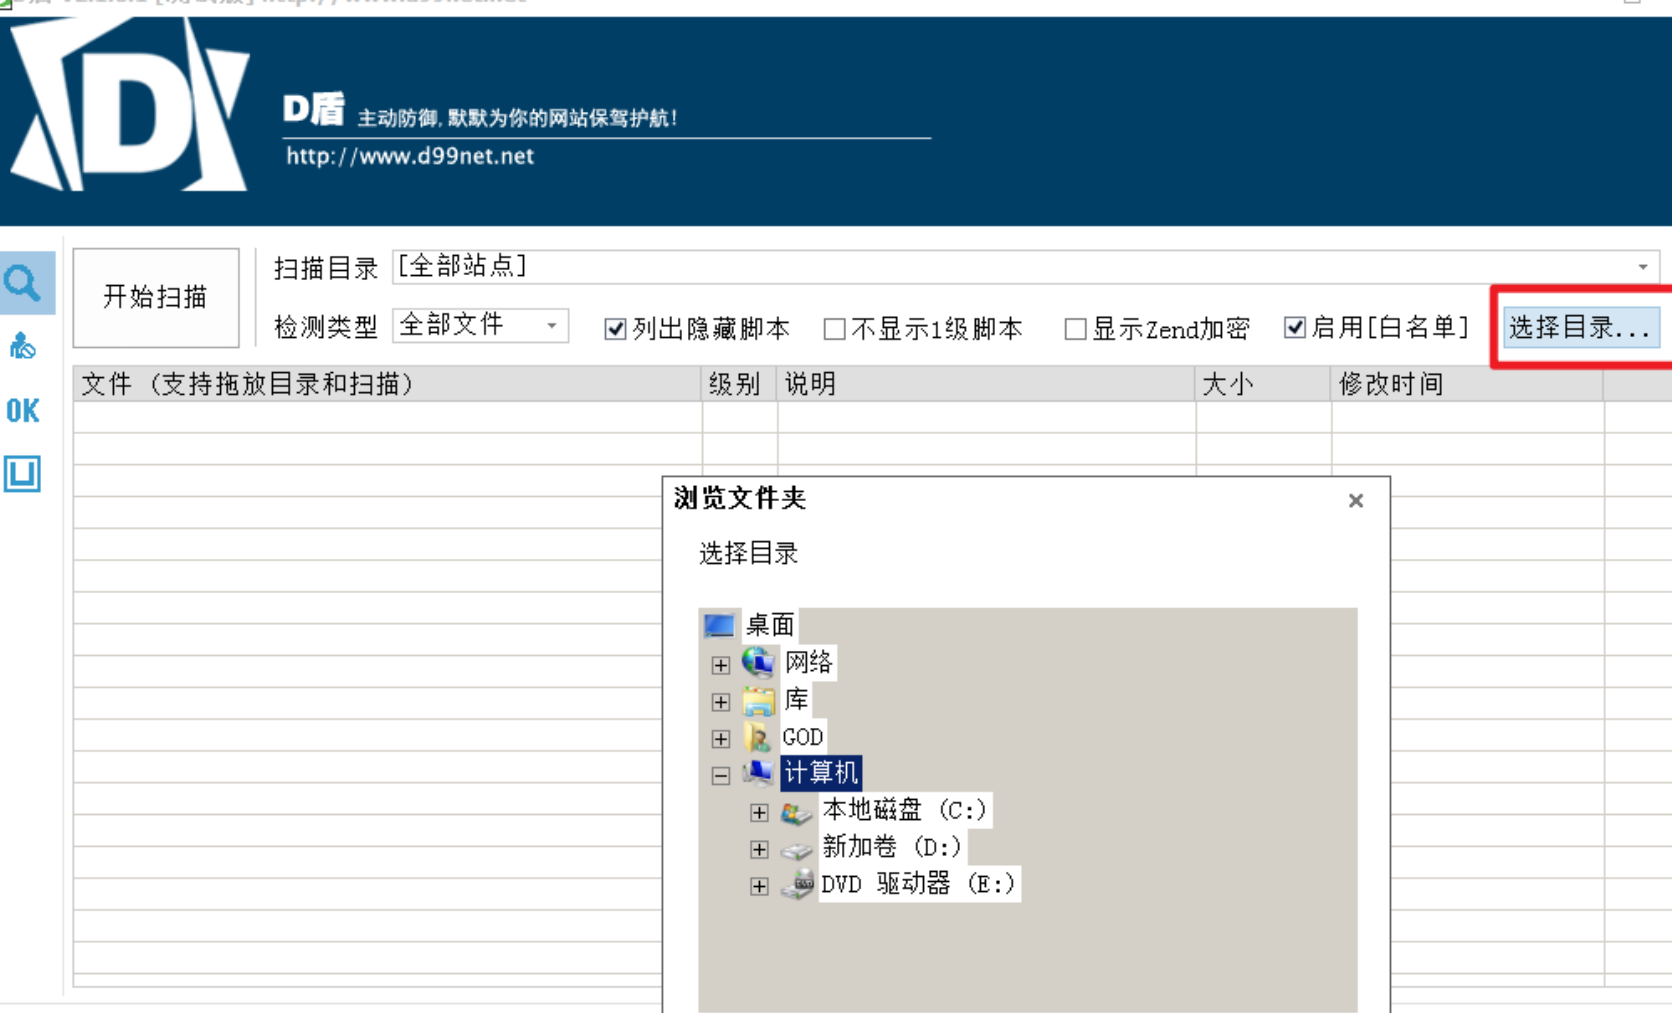 D
D盾 主动防御,默默为你的网站保驾护航!
http://www.d99net.net
开始扫描
扫描目录 [全部站点]
检测类型 全部文件 列出隐藏脚本 不显示1级脚本 显示Zend加密 启用[白名单] 选择目录...
文件 (支持拖放目录和扫描) 级别 说明 大小 修改时间
OK
浏览文件夹
选择目录
桌面
网络
库
GOD
计算机
本地磁盘 (C:)
新加卷 (D:)
DVD 驱动器 (E:)